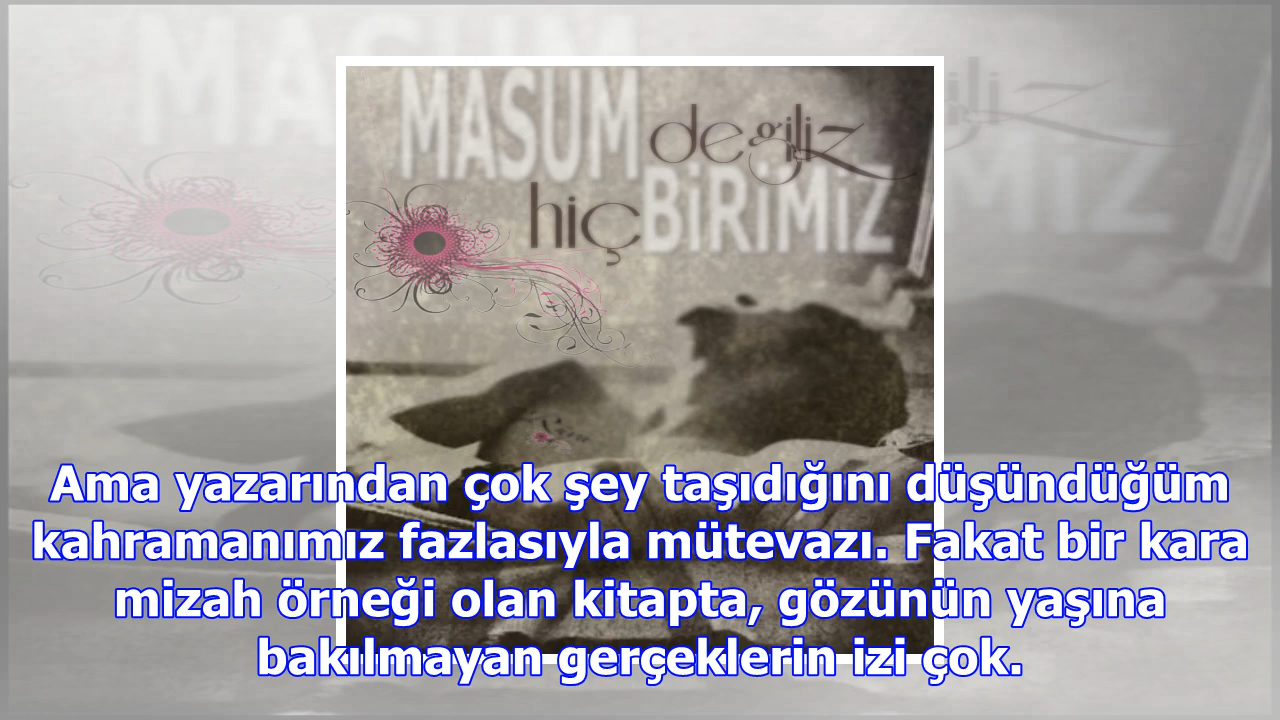 MASUM değiliz
hiç BİRİMİZ
Ama yazarından çok şey taşıdığını düşündüğüm
kahramanımız fazlasıyla mütevazı. Fakat bir kara
mizah örneği olan kitapta, gözünün yaşına
bakılmayan gerçeklerin izi çok.